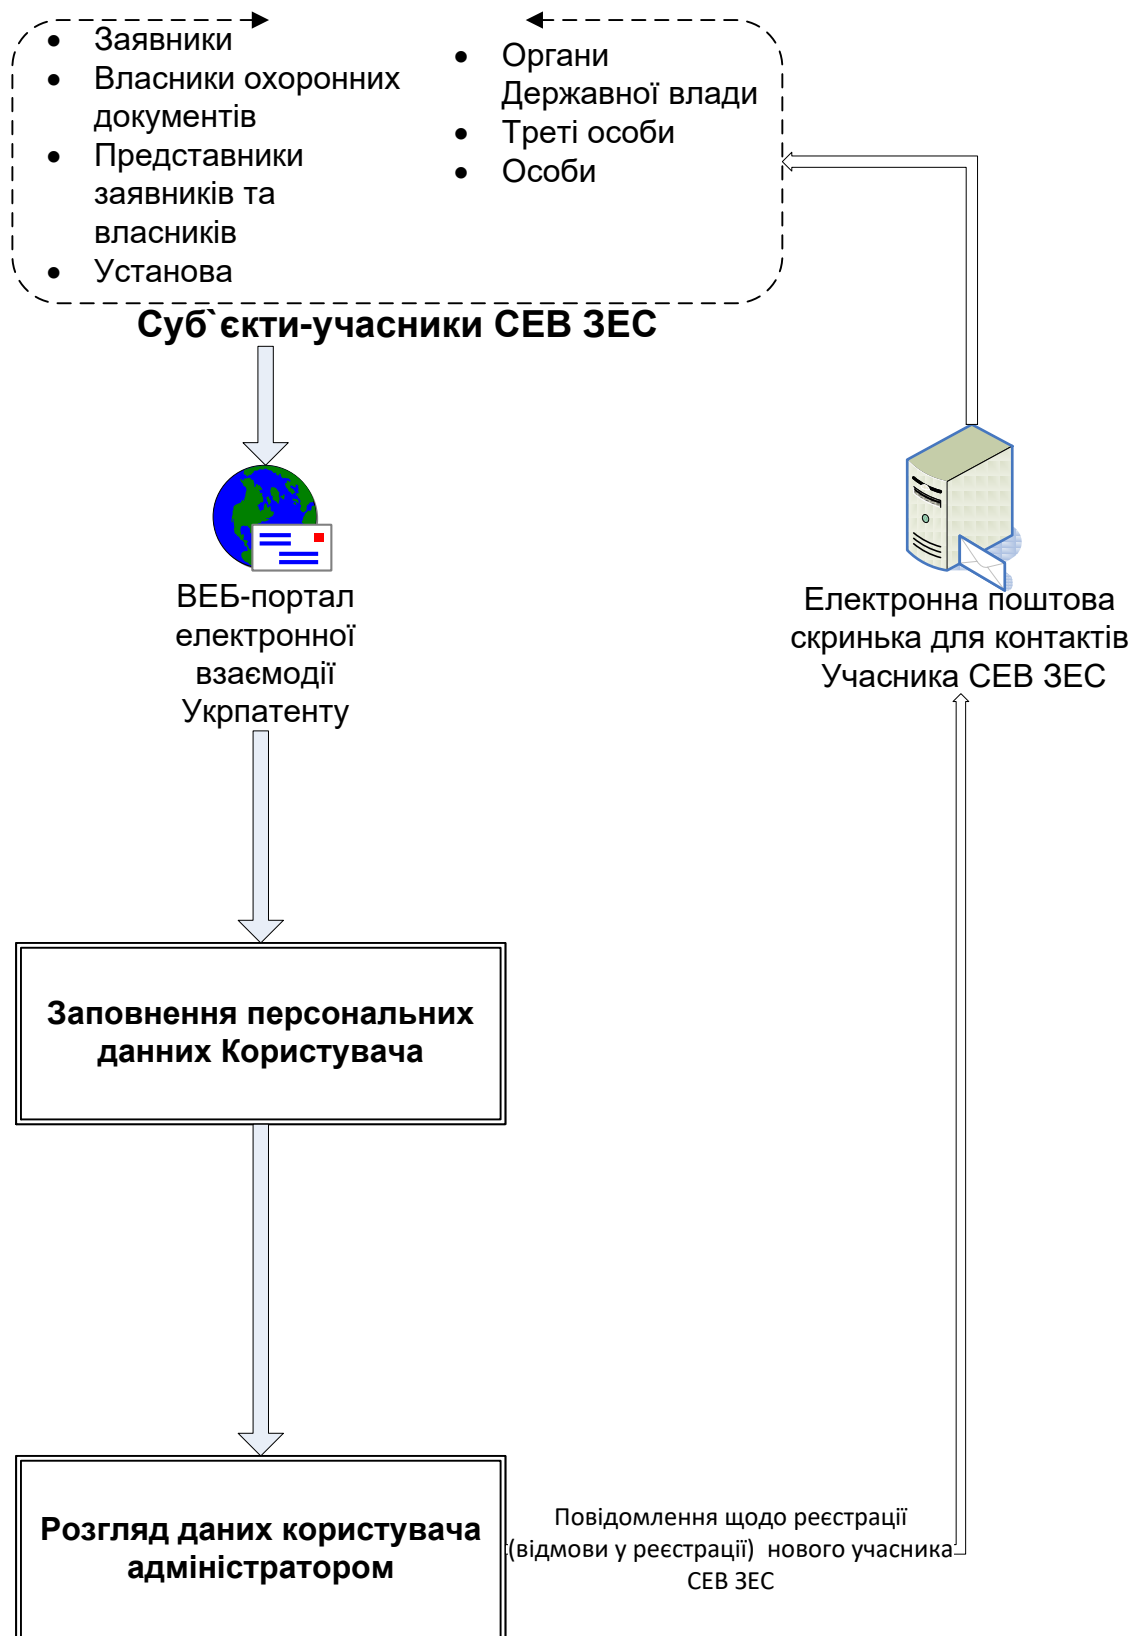 Заявники
Власники охоронних
документів
Представники
заявників та
власників
Установа
Органи
Державної влади
Треті особи
Особи
Суб`єкти-учасники СЕВ ЗЕС
ВЕБ-портал
електронної
взаємодії
Укрпатенту
Електронна поштова
скринька для контактів
Учасника СЕВ ЗЕС
Заповнення персональних
данних Користувача
Розгляд даних користувача
адміністратором
Повідомлення щодо реєстрації
(відмови у реєстрації) нового учасника
СЕВ ЗЕС